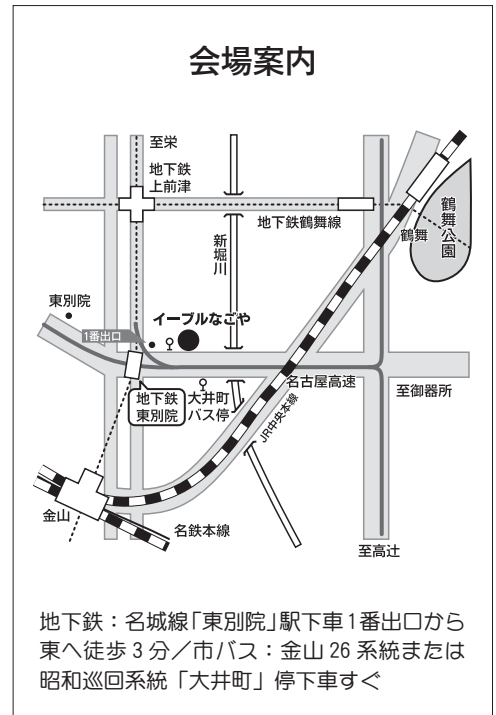 会場案内
至栄
地下鉄
上前津
地下鉄鶴舞線
鶴舞
鶴舞公園
新堀川
東別院
イーブルなごや
1番出口
地下鉄
東別院
大井町
バス停
名古屋高速
至御器所
JR中央本線
金山
名鉄本線
至高辻
地下鉄：名城線「東別院」駅下車1番出口から
東へ徒歩3分／市バス：金山26系統または
昭和巡回系統「大井町」停下車すぐ